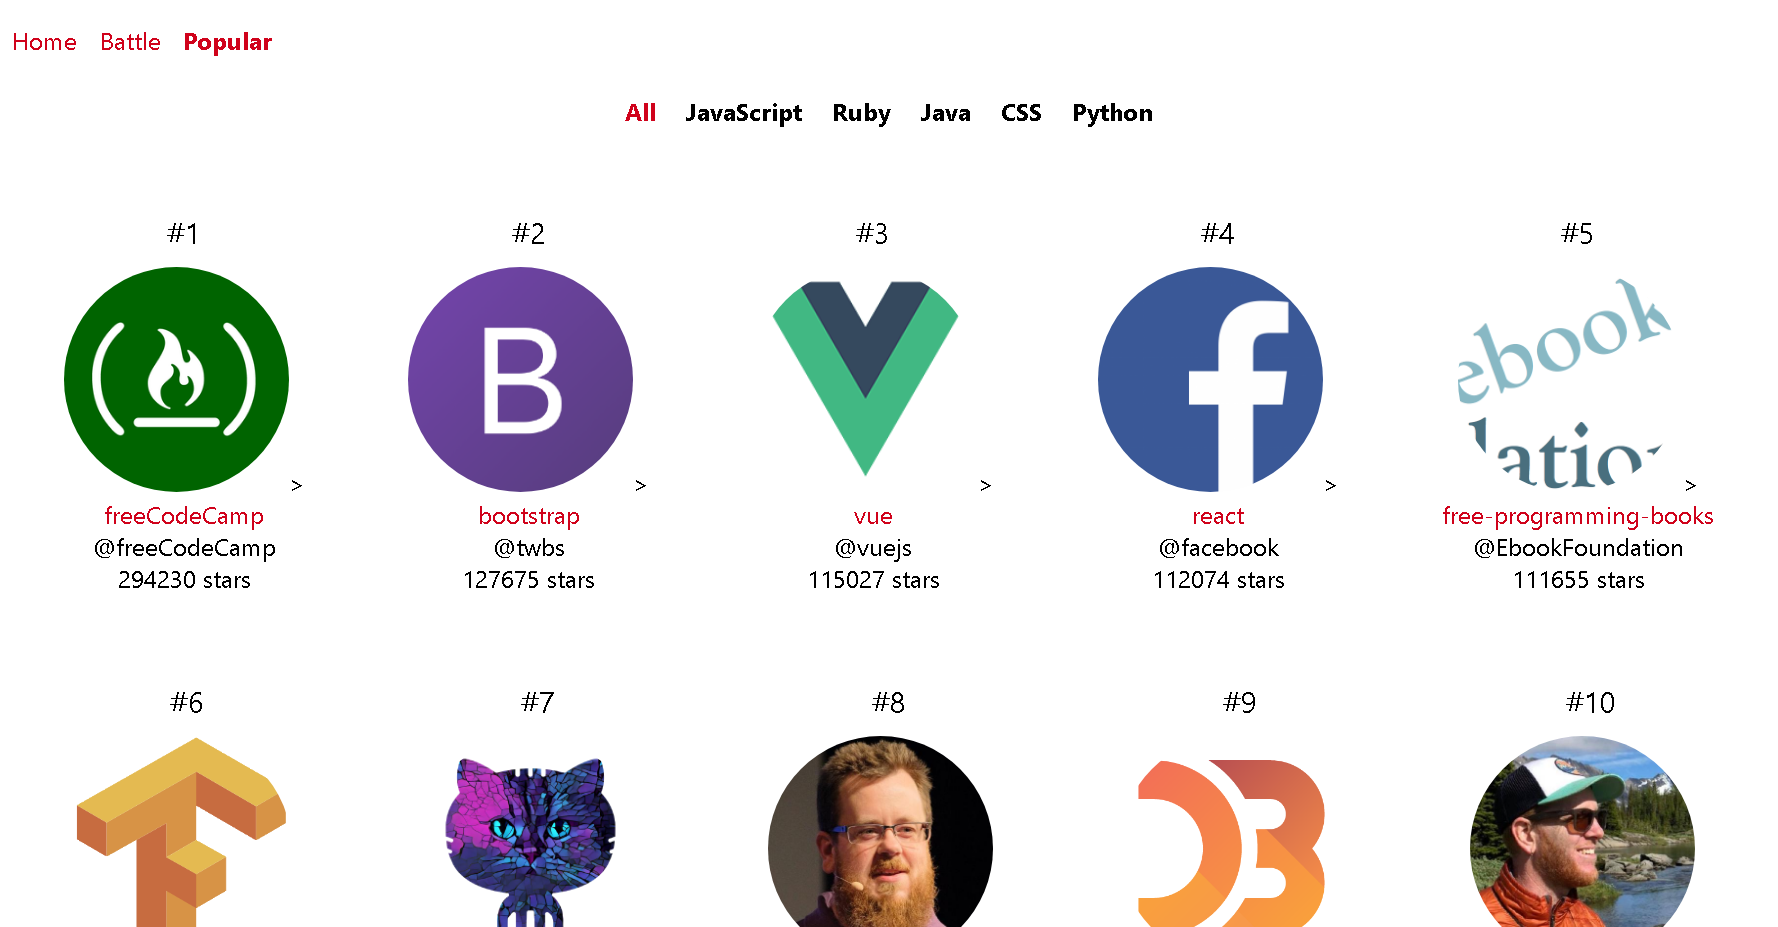 Home Battle Popular
All JavaScript Ruby Java CSS Python
#1 #2 #3 #4 #5
B
ebook
latio
> > > > >
freeCodeCamp bootstrap vue react free-programming-books
@freeCodeCamp @twbs @vuejs @facebook @EbookFoundation
294230 stars 127675 stars 115027 stars 112074 stars 111655 stars
#6 #7 #8 #9 #10